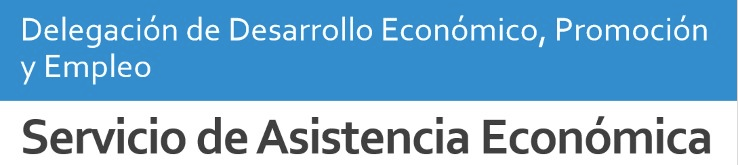 Delegación de Desarrollo Económico, Promoción
y Empleo
Servicio de Asistencia Económica